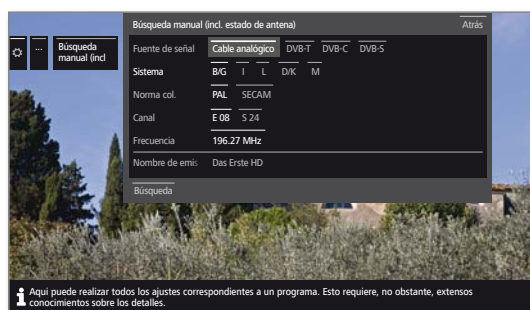 Búsqueda manual (incl. estado de antena) Atrás
... Búsqueda
manual (incl
Fuente de señal Cable analógico DVB-T DVB-C DVB-S
Sistema B/G I L D/K M
Norma col. PAL SECAM
Canal E 08 S 24
Frecuencia 196.27 MHz
Nombre de emis Das Erste HD
Búsqueda
Aqui puede realizar todos los ajustes correspondientes a un programa. Esto requiere, no obstante, extensos
conocimientos sobre los detalles.